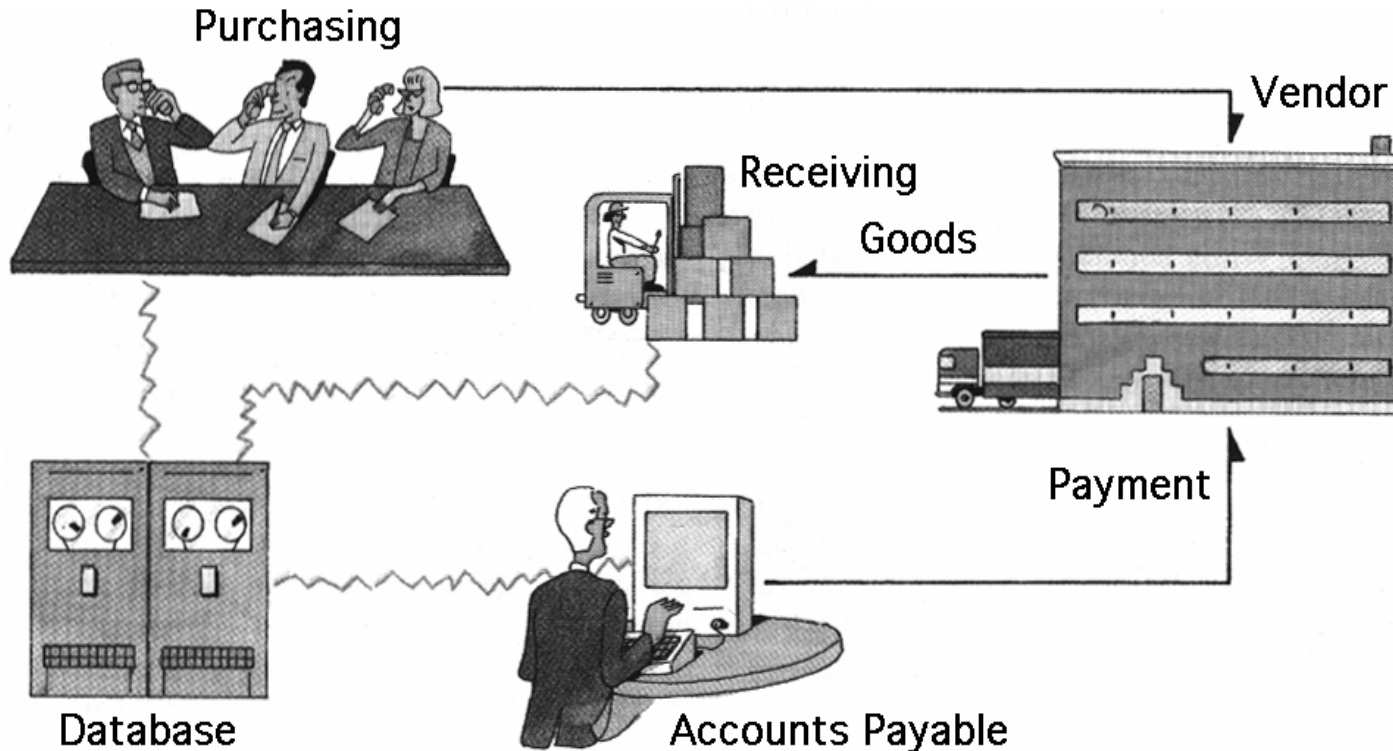 Purchasing
Vendor
Receiving
Goods
Payment
Database
Accounts Payable